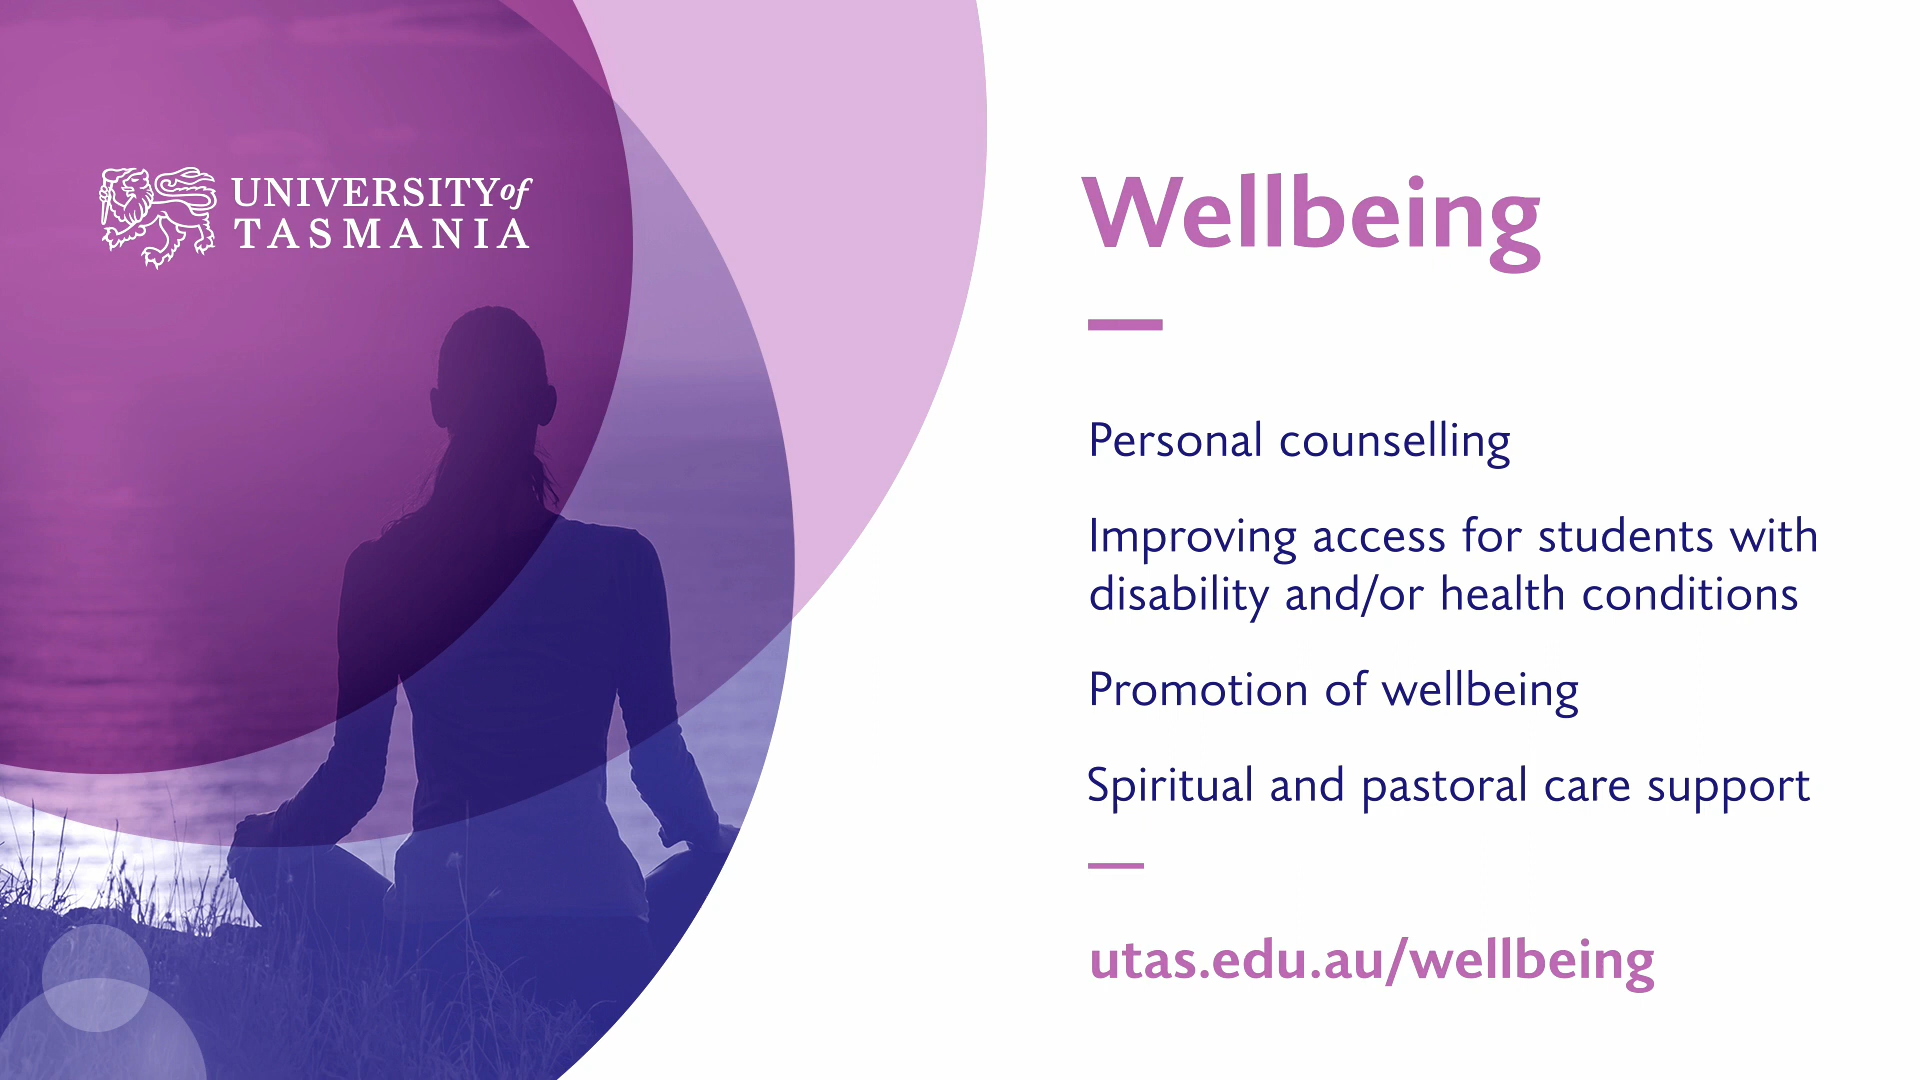 UNIVERSITY of
TASMANIA
Wellbeing
Personal counselling
Improving access for students with
disability and/or health conditions
Promotion of wellbeing
Spiritual and pastoral care support
utas.edu.au/wellbeing